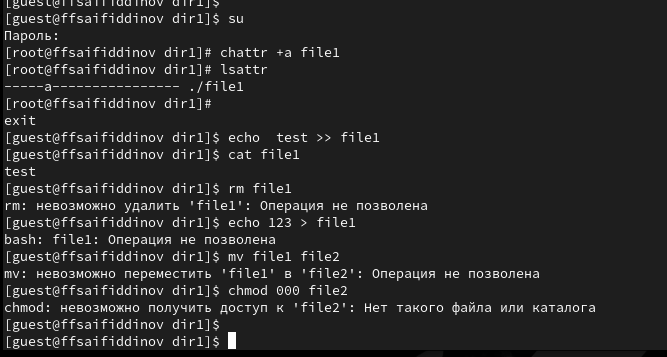 [guest@ffsaifiddinov dir1]$
[guest@ffsaifiddinov dir1]$ su
Пароль:
[root@ffsaifiddinov dir1]# chattr +a file1
[root@ffsaifiddinov dir1]# lsattr
-----a---------------- ./file1
[root@ffsaifiddinov dir1]#
exit
[guest@ffsaifiddinov dir1]$ echo  test >> file1
[guest@ffsaifiddinov dir1]$ cat file1
test
[guest@ffsaifiddinov dir1]$ rm file1
rm: невозможно удалить 'file1': Операция не позволена
[guest@ffsaifiddinov dir1]$ echo 123 > file1
bash: file1: Операция не позволена
[guest@ffsaifiddinov dir1]$ mv file1 file2
mv: невозможно переместить 'file1' в 'file2': Операция не позволена
[guest@ffsaifiddinov dir1]$ chmod 000 file2
chmod: невозможно получить доступ к 'file2': Нет такого файла или каталога
[guest@ffsaifiddinov dir1]$
[guest@ffsaifiddinov dir1]$